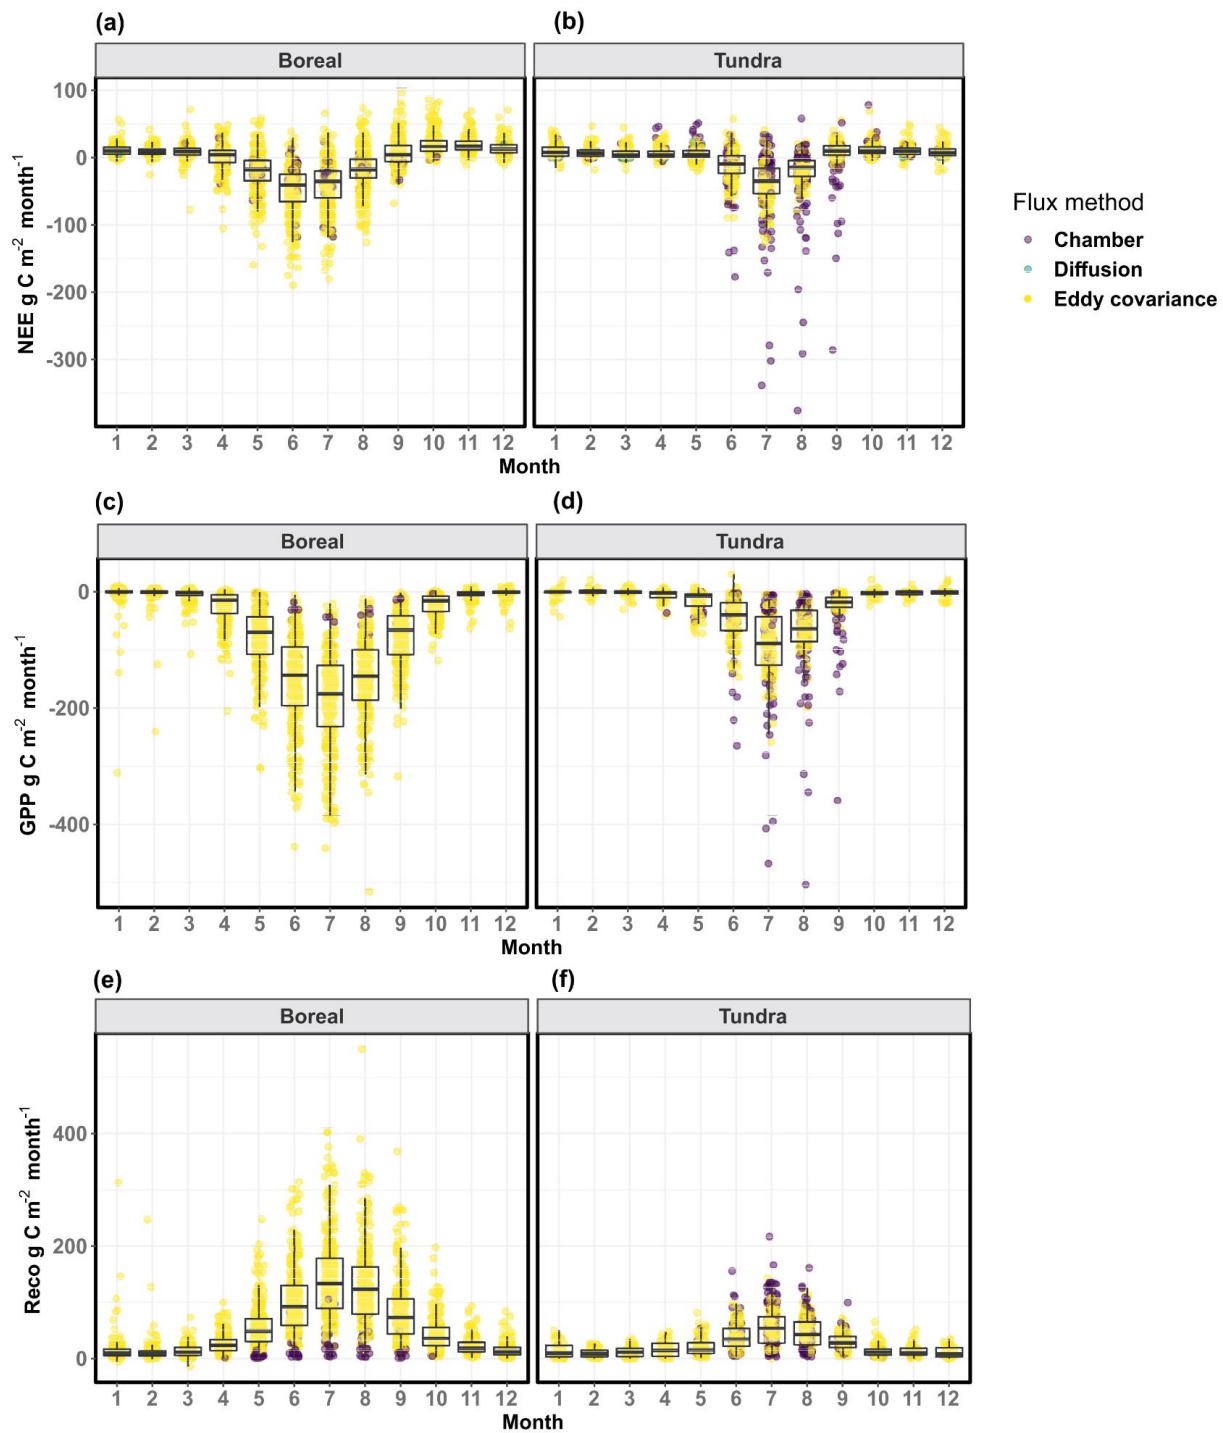 (a) (b)
Boreal Tundra
100
0
-100
-200
-300
NEE g C m-2 month-1
1 2 3 4 5 6 7 8 9 10 11 12 1 2 3 4 5 6 7 8 9 10 11 12
Month
Flux method
Chamber
Diffusion
Eddy covariance
(c) (d)
Boreal Tundra
0
-200
-400
GPP g C m-2 month-1
1 2 3 4 5 6 7 8 9 10 11 12 1 2 3 4 5 6 7 8 9 10 11 12
Month
(e) (f)
Boreal Tundra
400
200
0
Reco g C m-2 month-1
1 2 3 4 5 6 7 8 9 10 11 12 1 2 3 4 5 6 7 8 9 10 11 12
Month